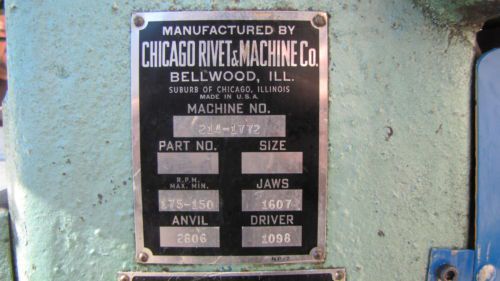 MANUFACTURED BY
CHICAGO RIVET & MACHINE Co.
BELLWOOD, ILL.
SUBURB OF CHICAGO, ILLINOIS
MADE IN U.S.A.
MACHINE NO.
214-1772
PART NO. SIZE
R.P.M.
MAX. MIN. JAWS
175-150 1607
ANVIL DRIVER
2806 1098